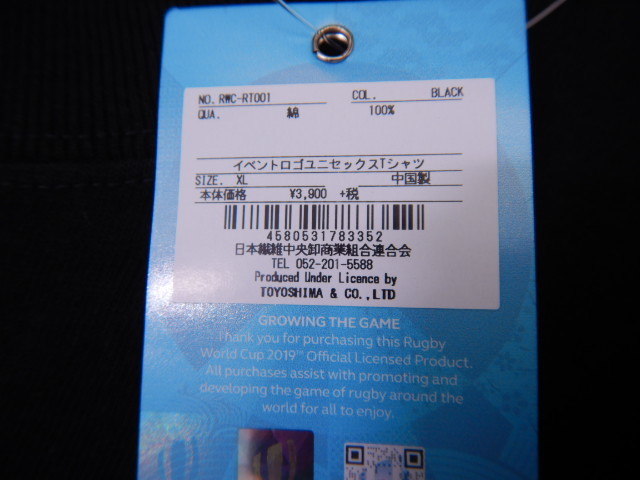 NO. RWC-RT001 COL. BLACK
QUA. 綿 100%
イベントロゴユニセックスTシャツ
SIZE. XL 中国製
本体価格 ¥3,900 +税
4580531783352
日本繊維中央卸商業組合連合会
TEL 052-201-5588
Produced Under Licence by
TOYOSHIMA & CO.,LTD
GROWING THE GAME
Thank you for purchasing this Rugby
World Cup 2019™ Official Licensed Product.
All purchases assist with promoting and
developing the game of rugby around the
world for all to enjoy.